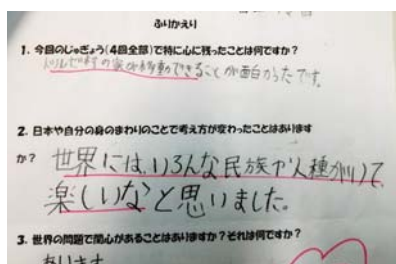 ふりかえり
1. 今回のじゅぎょう(4回全部)で特に心に残ったことは何ですか?
の家が移動できることが面白かったです。
2. 日本や自分の身のまわりのことで考え方が変わったことはあります
か? 世界には、いろんな民族や人種がいて、
楽しいなと思いました。
3. 世界の問題で関心があることはありますか?それは何ですか?
あります